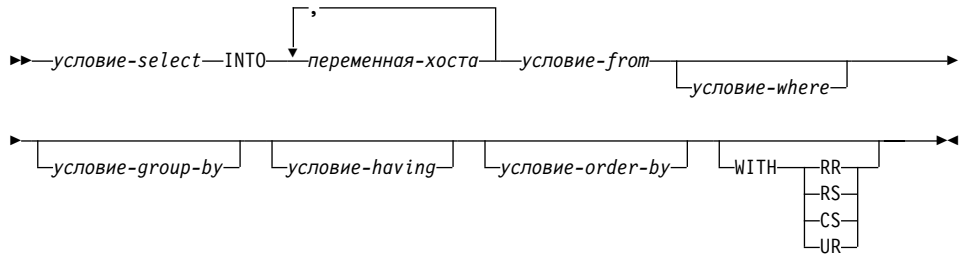 ,
условие-select INTO переменная-хоста условие-from
условие-where
условие-group-by условие-having условие-order-by WITH RR
RS
CS
UR